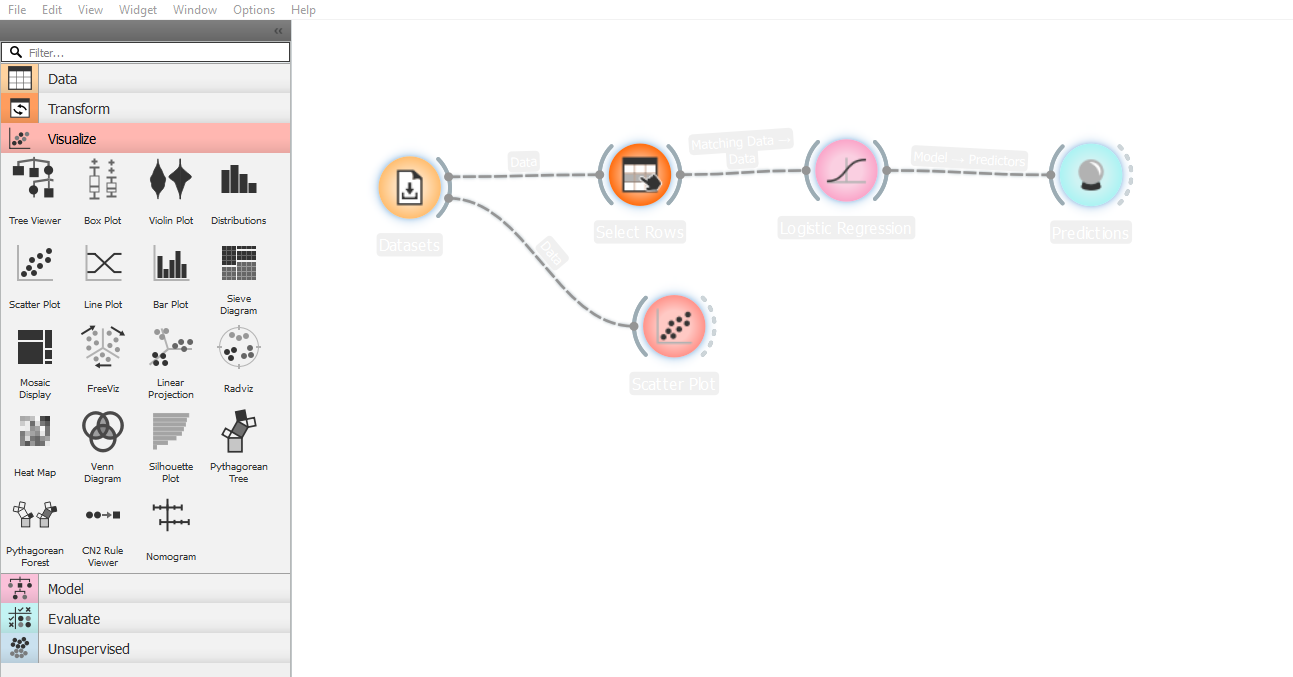 File Edit View Widget Window Options Help
Filter...
Data
Transform
Visualize
Tree Viewer
Box Plot
Violin Plot
Distributions
Scatter Plot
Line Plot
Bar Plot
Sieve
Diagram
Mosaic
Display
FreeViz
Linear
Projection
Radviz
Heat Map
Venn
Diagram
Silhouette
Plot
Pythagorean
Tree
Pythagorean
Forest
CN2 Rule
Viewer
Nomogram
Model
Evaluate
Unsupervised
Datasets
Data
Select Rows
Matching Data →
Data
Logistic Regression
Model → Predictors
Predictions
Data
Scatter Plot